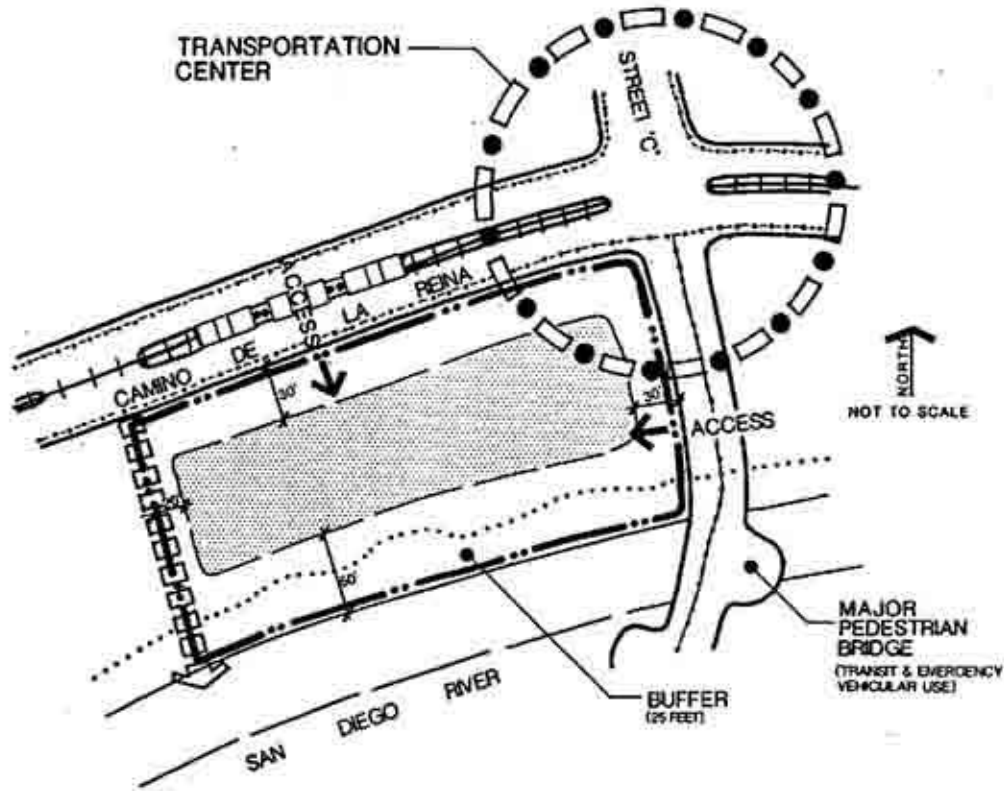 TRANSPORTATION
CENTER
STREET "C"
ACCESS
CAMINO DE LA REINA
30'
30'
ACCESS
NORTH
NOT TO SCALE
50'
MAJOR
PEDESTRIAN
BRIDGE
(TRANSIT & EMERGENCY
VEHICULAR USE)
BUFFER
(25 FEET)
SAN DIEGO RIVER